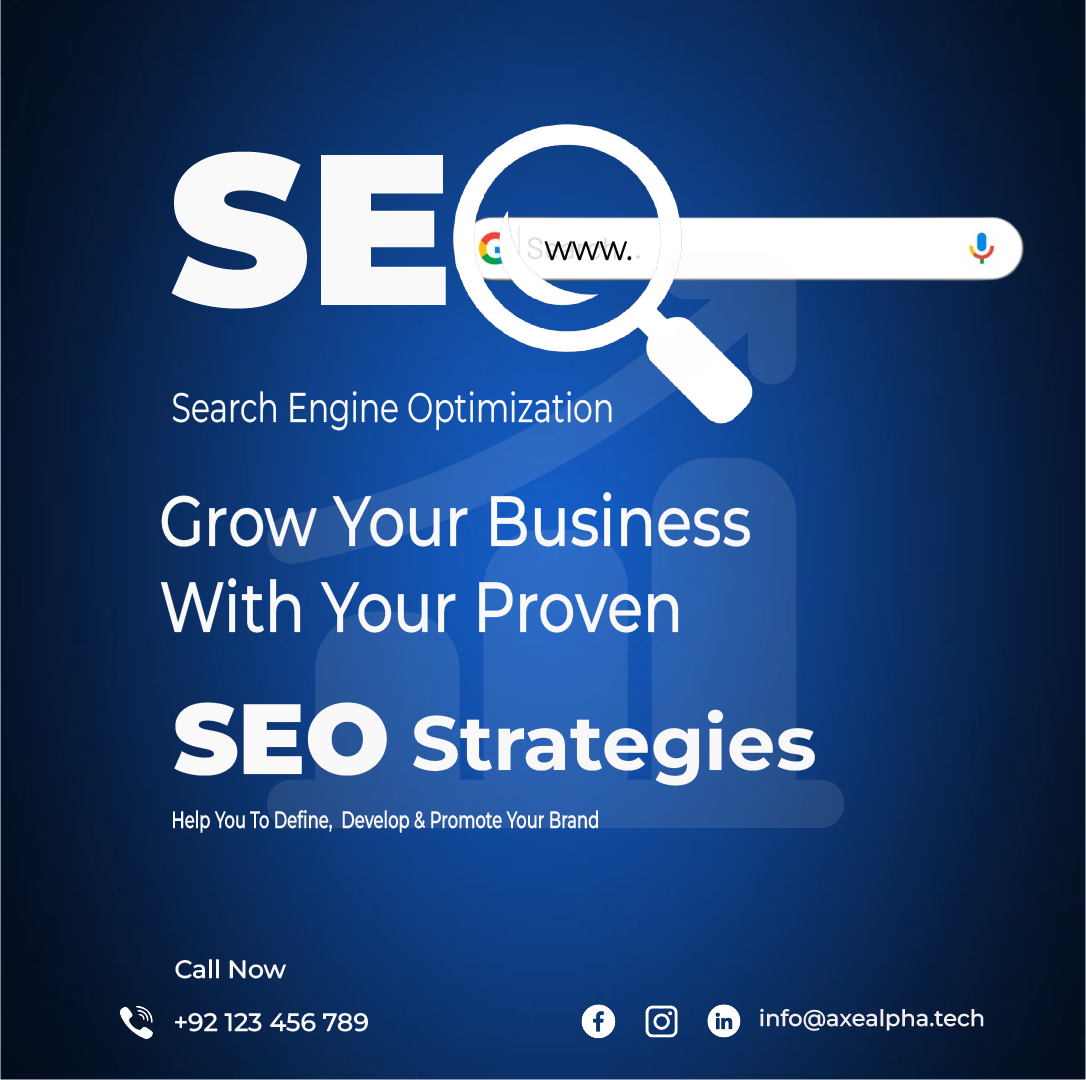 SEO
www.
Search Engine Optimization
Grow Your Business
With Your Proven
SEO Strategies
Help You To Define, Develop & Promote Your Brand
Call Now
+92 123 456 789
info@axealpha.tech